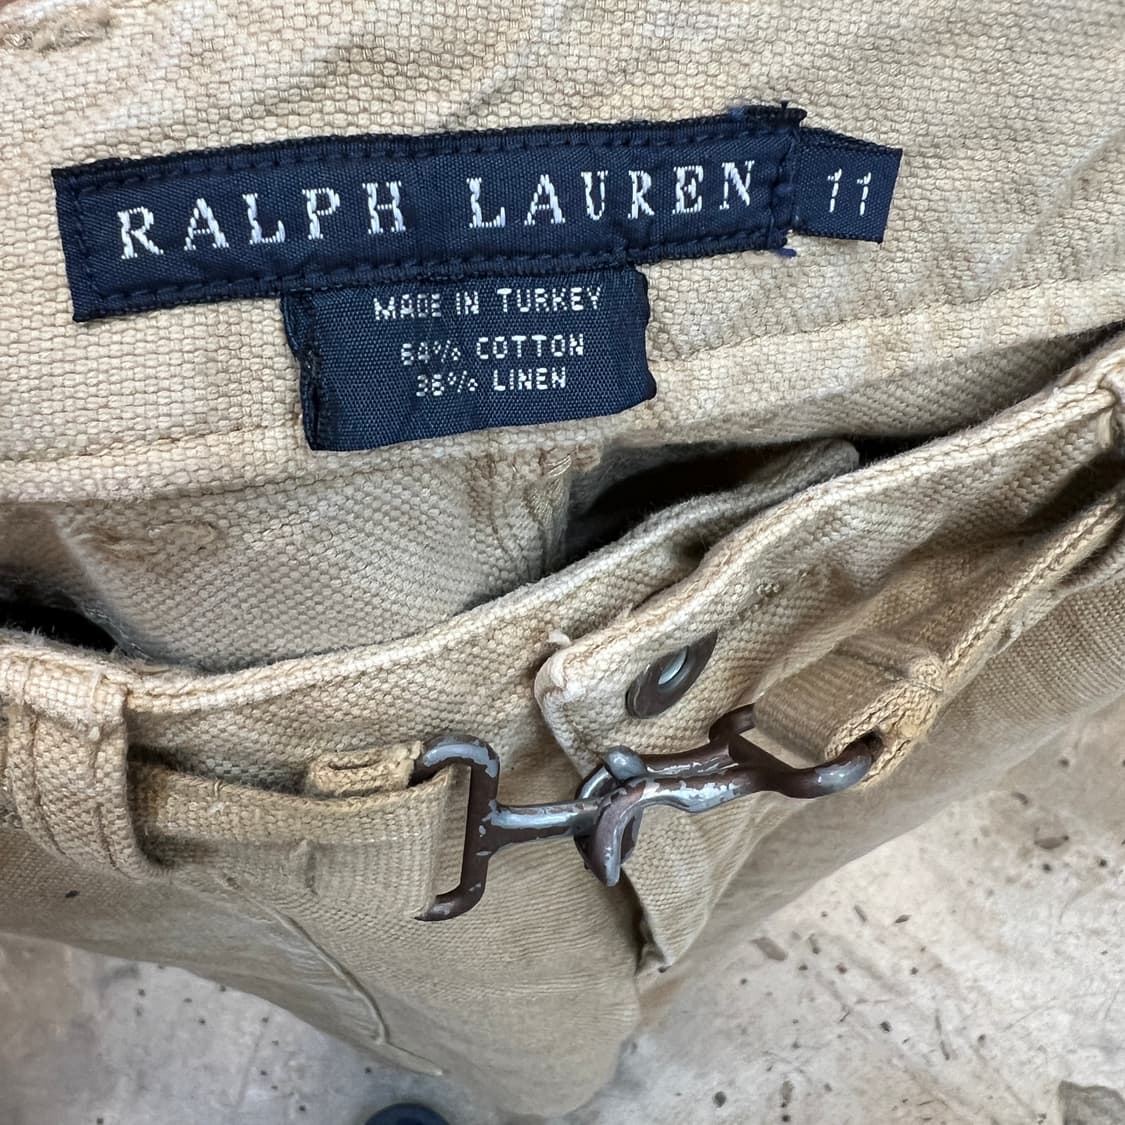 RALPH LAUREN 11
MADE IN TURKEY
64% COTTON
36% LINEN